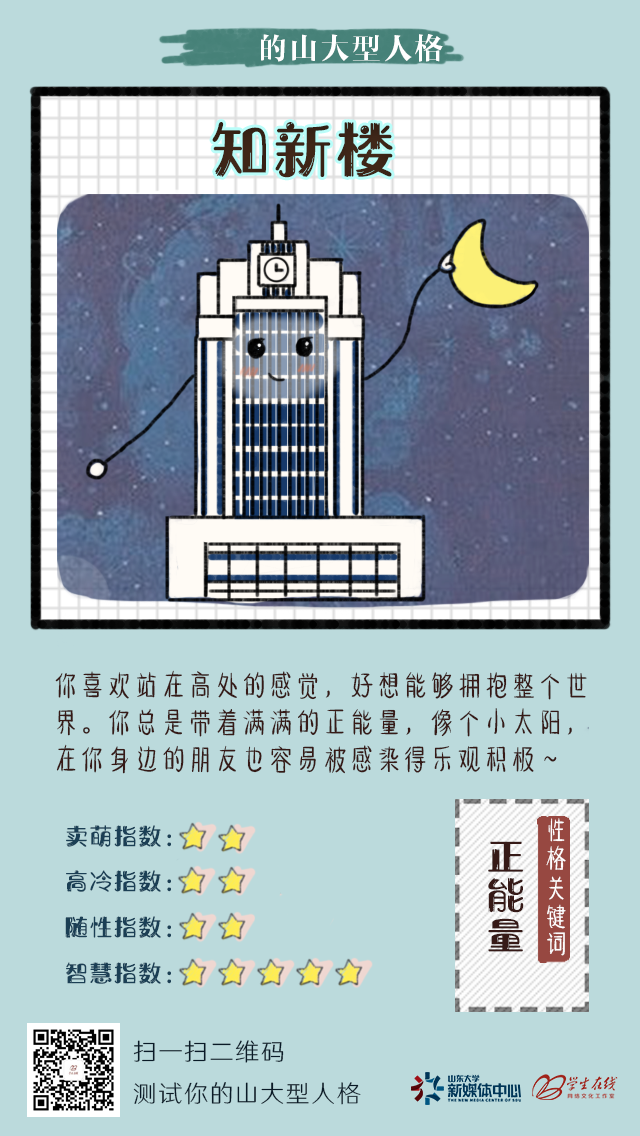 的山大型人格
知新楼
你喜欢站在高处的感觉，好想能够拥抱整个世
界。你总是带着满满的正能量，像个小太阳，
在你身边的朋友也容易被感染得乐观积极~
卖萌指数：
高冷指数：
随性指数：
智慧指数：
性格关键词
正能量
扫一扫二维码
测试你的山大型人格
山东大学
新媒体中心
THE NEW MEDIA CENTER OF SDU
学生在线
网络文化工作室